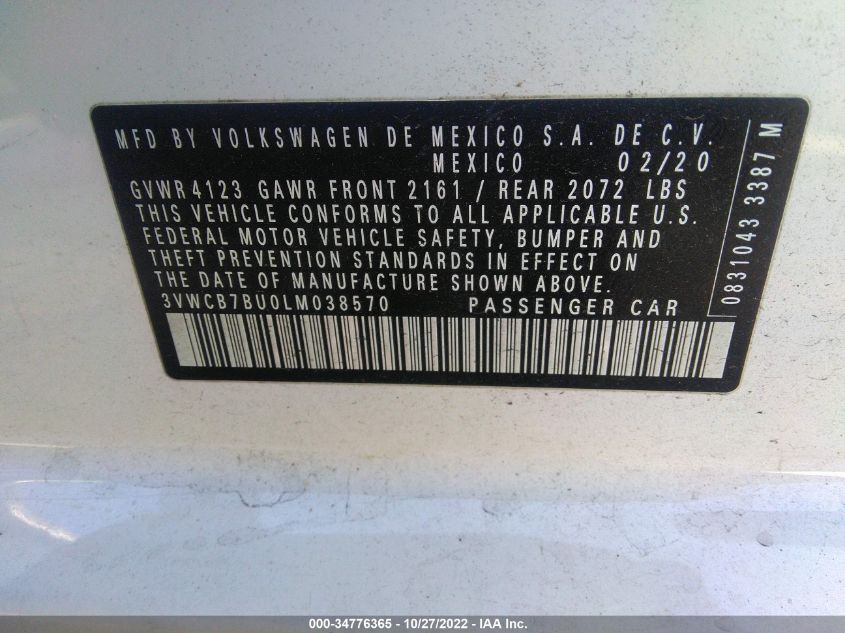 MFD BY VOLKSWAGEN DE MEXICO S.A. DE C.V.
MEXICO 02/20
GVWR 4123 GAWR FRONT 2161 / REAR 2072 LBS
THIS VEHICLE CONFORMS TO ALL APPLICABLE U.S.
FEDERAL MOTOR VEHICLE SAFETY, BUMPER AND
THEFT PREVENTION STANDARDS IN EFFECT ON
THE DATE OF MANUFACTURE SHOWN ABOVE.
3VWCB7BU0LM038570 PASSENGER CAR
0831043 3387 M
000-34776365 - 10/27/2022 - IAA Inc.